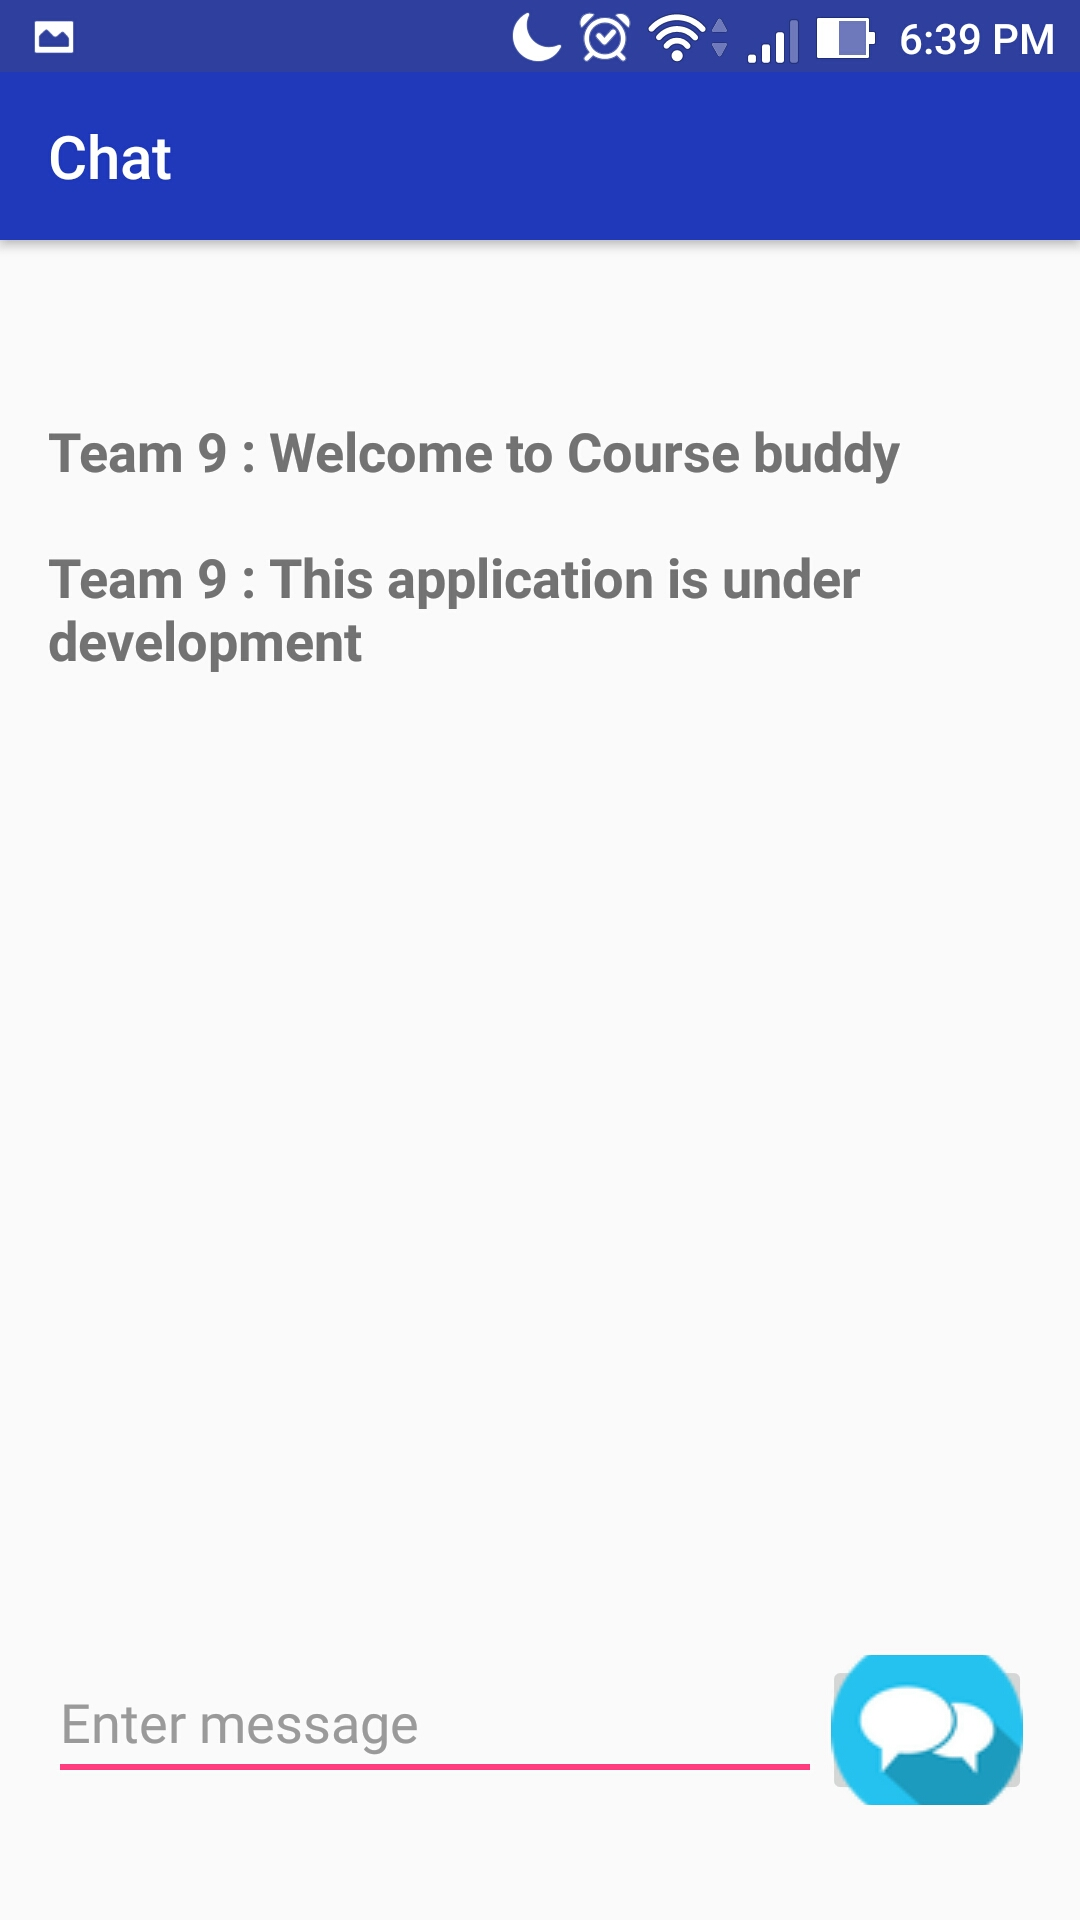 6:39 PM
Chat
Team 9 : Welcome to Course buddy
Team 9 : This application is under
development
Enter message